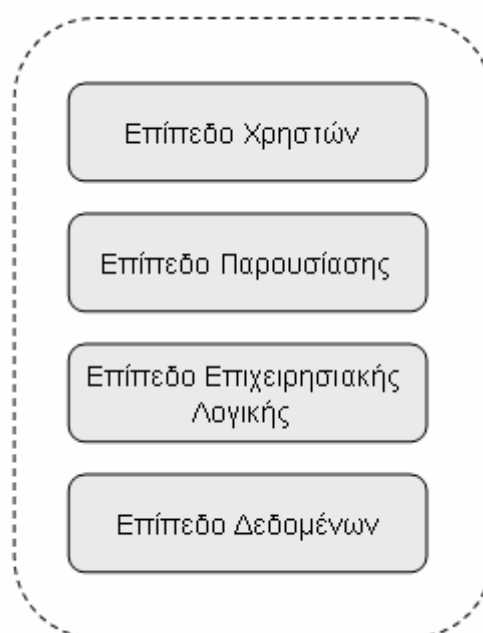 Επίπεδο Χρηστών
Επίπεδο Παρουσίασης
Επίπεδο Επιχειρησιακής
Λογικής
Επίπεδο Δεδομένων